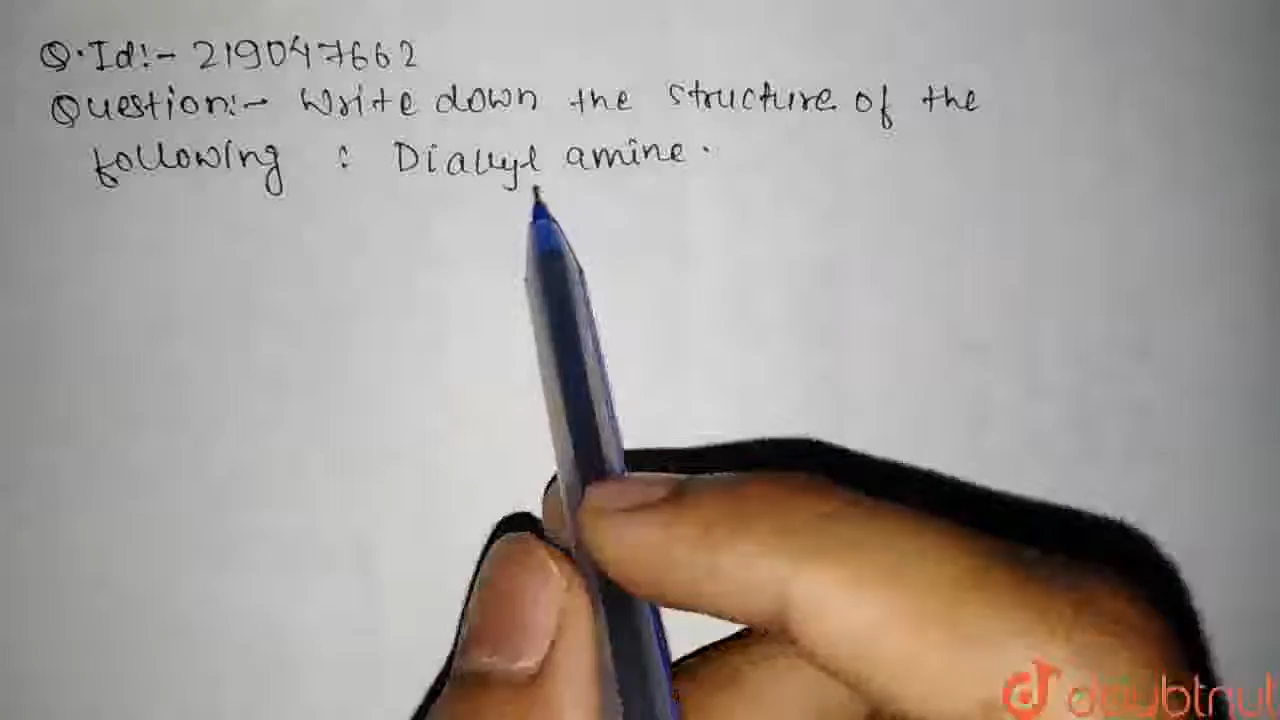 Q.Id:- 219047662
Question:- Write down the structure of the
following : Diallyl amine.
doubtnut